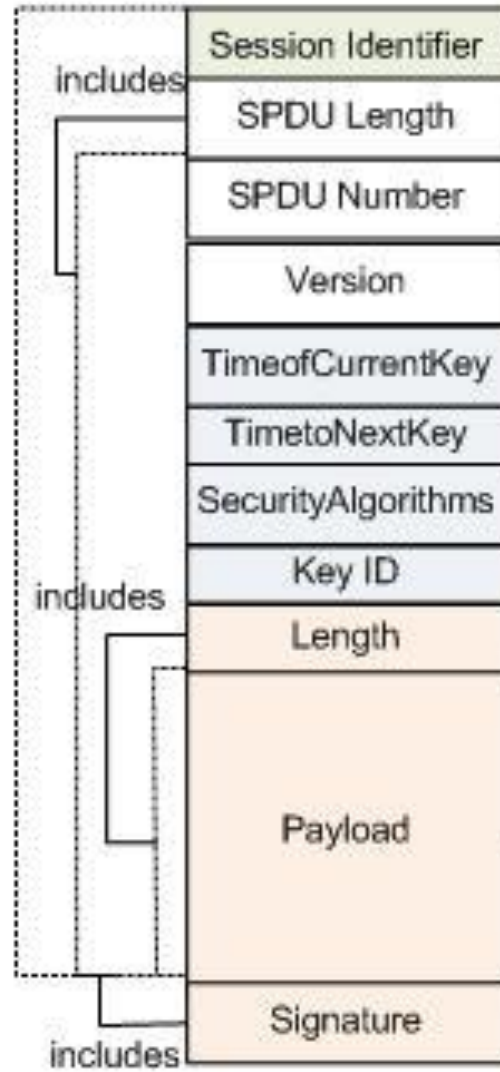 Session Identifier
includes
SPDU Length
SPDU Number
Version
TimeofCurrentKey
TimetoNextKey
SecurityAlgorithms
Key ID
includes
Length
Payload
Signature
includes